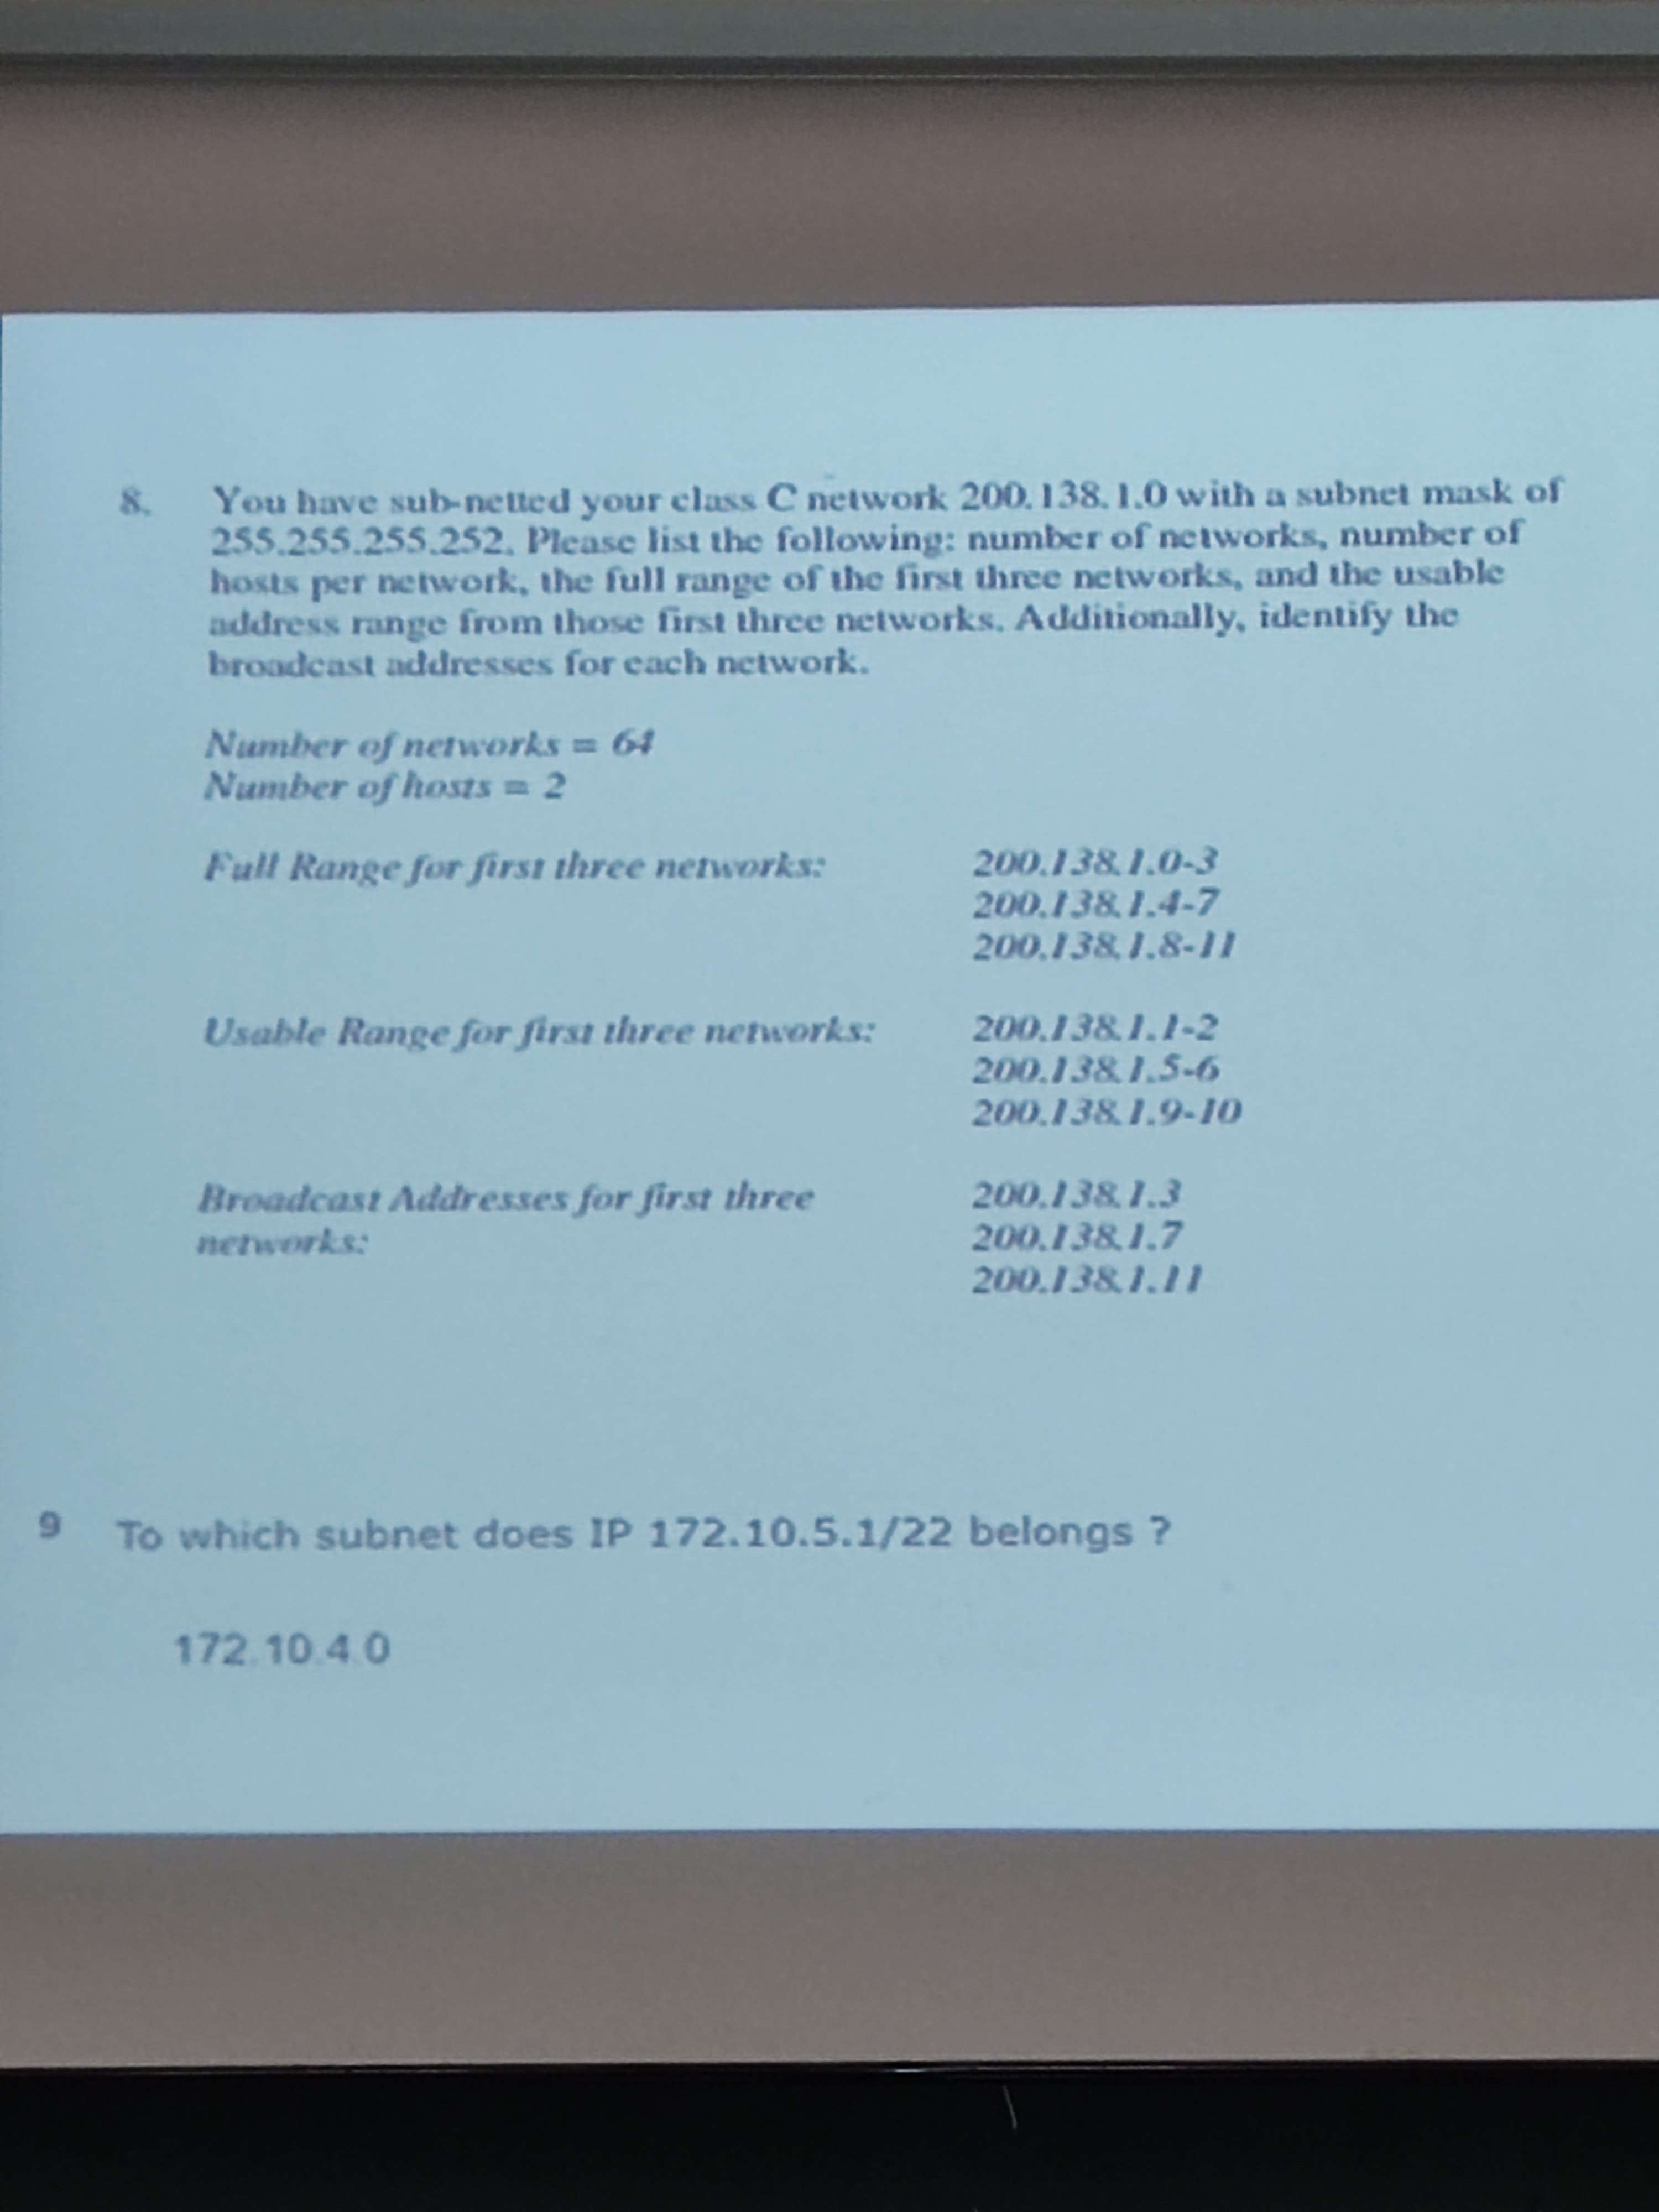 8. You have sub-netted your class C network 200.138.1.0 with a subnet mask of
255.255.255.252. Please list the following: number of networks, number of
hosts per network, the full range of the first three networks, and the usable
address range from those first three networks. Additionally, identify the
broadcast addresses for each network.
Number of networks = 64
Number of hosts = 2
Full Range for first three networks: 200.138.1.0-3
200.138.1.4-7
200.138.1.8-11
Usable Range for first three networks: 200.138.1.1-2
200.138.1.5-6
200.138.1.9-10
Broadcast Addresses for first three 200.138.1.3
networks: 200.138.1.7
200.138.1.11
9 To which subnet does IP 172.10.5.1/22 belongs ?
172.10.4.0